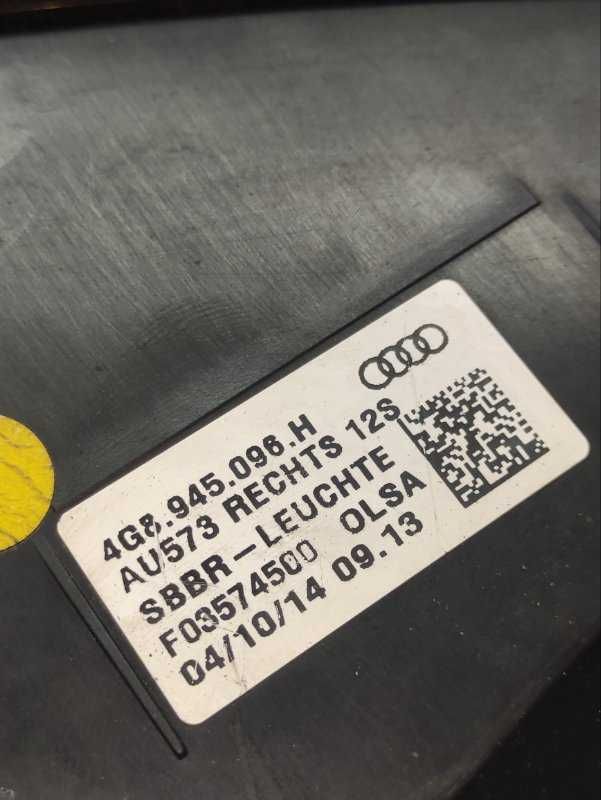 4G8.945.096.H
AU573 RECHTS 12S
SBBR-LEUCHTE
F03574500 OLSA
04/10/14 09.13